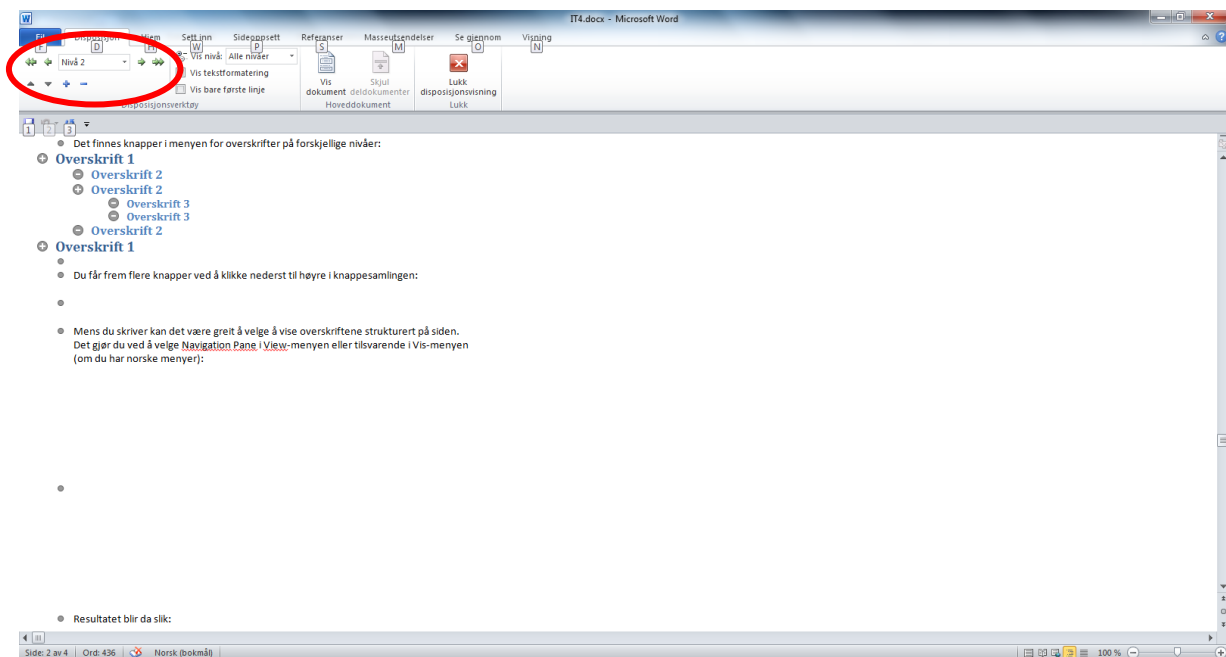 IT4.docx - Microsoft Word
Fil Disposisjon Hjem Sett inn Sideoppsett Referanser Masseutsendelser Se gjennom Visning
F D H W P S M O N
Nivå 2 Vis nivå: Alle nivåer
Vis tekstformatering
Vis bare første linje
Vis dokument
Skjul deldokumenter
Lukk disposisjonsvisning
Disposisjonsverktøy Hoveddokument Lukk
1 2 3
Det finnes knapper i menyen for overskrifter på forskjellige nivåer:
Overskrift 1
Overskrift 2
Overskrift 2
Overskrift 3
Overskrift 3
Overskrift 2
Overskrift 1
Du får frem flere knapper ved å klikke nederst til høyre i knappesamlingen:
Mens du skriver kan det være greit å velge å vise overskriftene strukturert på siden.
Det gjør du ved å velge Navigation Pane i View-menyen eller tilsvarende i Vis-menyen
(om du har norske menyer):
Resultatet blir da slik:
Side: 2 av 4 Ord: 436 Norsk (bokmål) 100 %